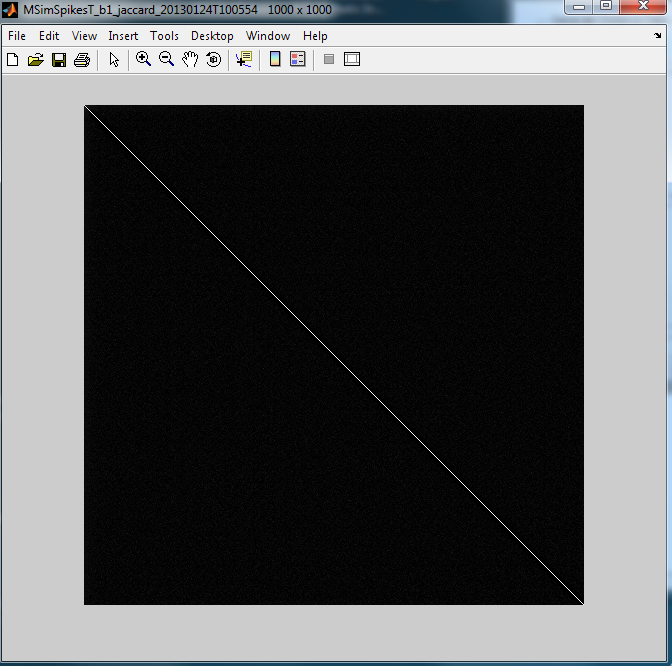 MSimSpikesT_b1_jaccard_20130124T100554 1000 x 1000
File Edit View Insert Tools Desktop Window Help